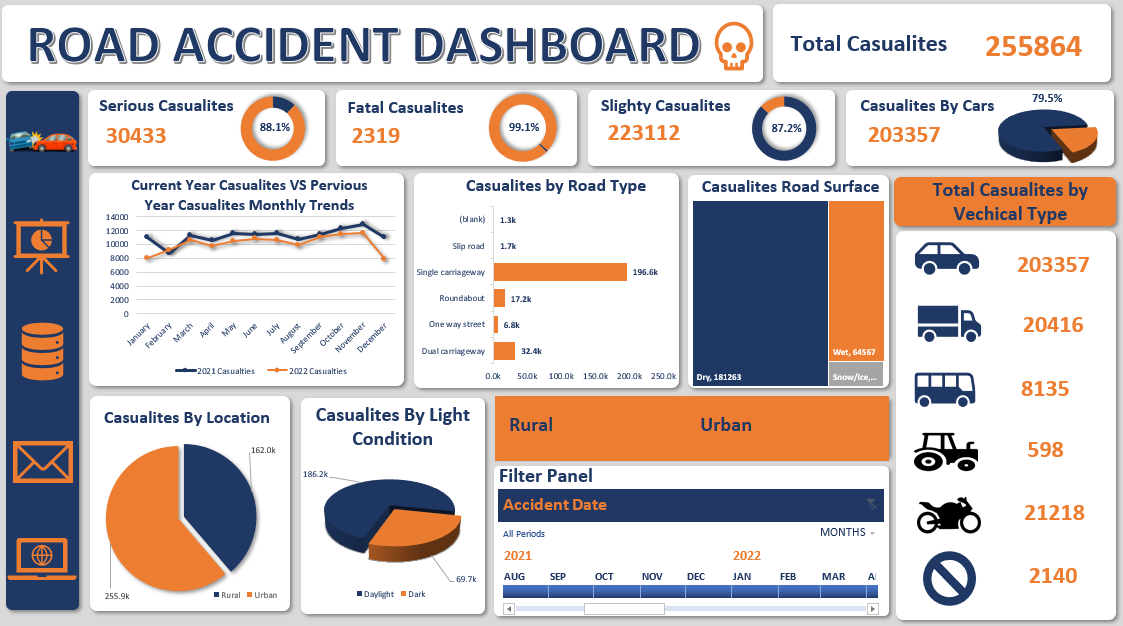 ROAD ACCIDENT DASHBOARD
Total Casualites
255864
Serious Casualites
30433
88.1%
Fatal Casualites
2319
99.1%
Slighty Casualites
223112
87.2%
Casualites By Cars
203357
79.5%
Current Year Casualites VS Pervious
Year Casualites Monthly Trends
14000
12000
10000
8000
6000
4000
2000
0
January
February
March
April
May
June
July
August
September
October
November
December
2021 Casualties
2022 Casualties
Casualites by Road Type
(blank)
1.3k
Slip road
1.7k
Single carriageway
196.6k
Roundabout
17.2k
One way street
6.8k
Dual carriageway
32.4k
0.0k
50.0k
100.0k
150.0k
200.0k
250.0k
Casualites Road Surface
Dry, 181263
Wet, 64567
Snow/Ice,...
Total Casualites by
Vechical Type
203357
20416
8135
598
21218
2140
Casualites By Location
162.0k
255.9k
Rural
Urban
Casualites By Light
Condition
186.2k
69.7k
Daylight
Dark
Rural
Urban
Filter Panel
Accident Date
All Periods
MONTHS
2021
2022
AUG
SEP
OCT
NOV
DEC
JAN
FEB
MAR
A